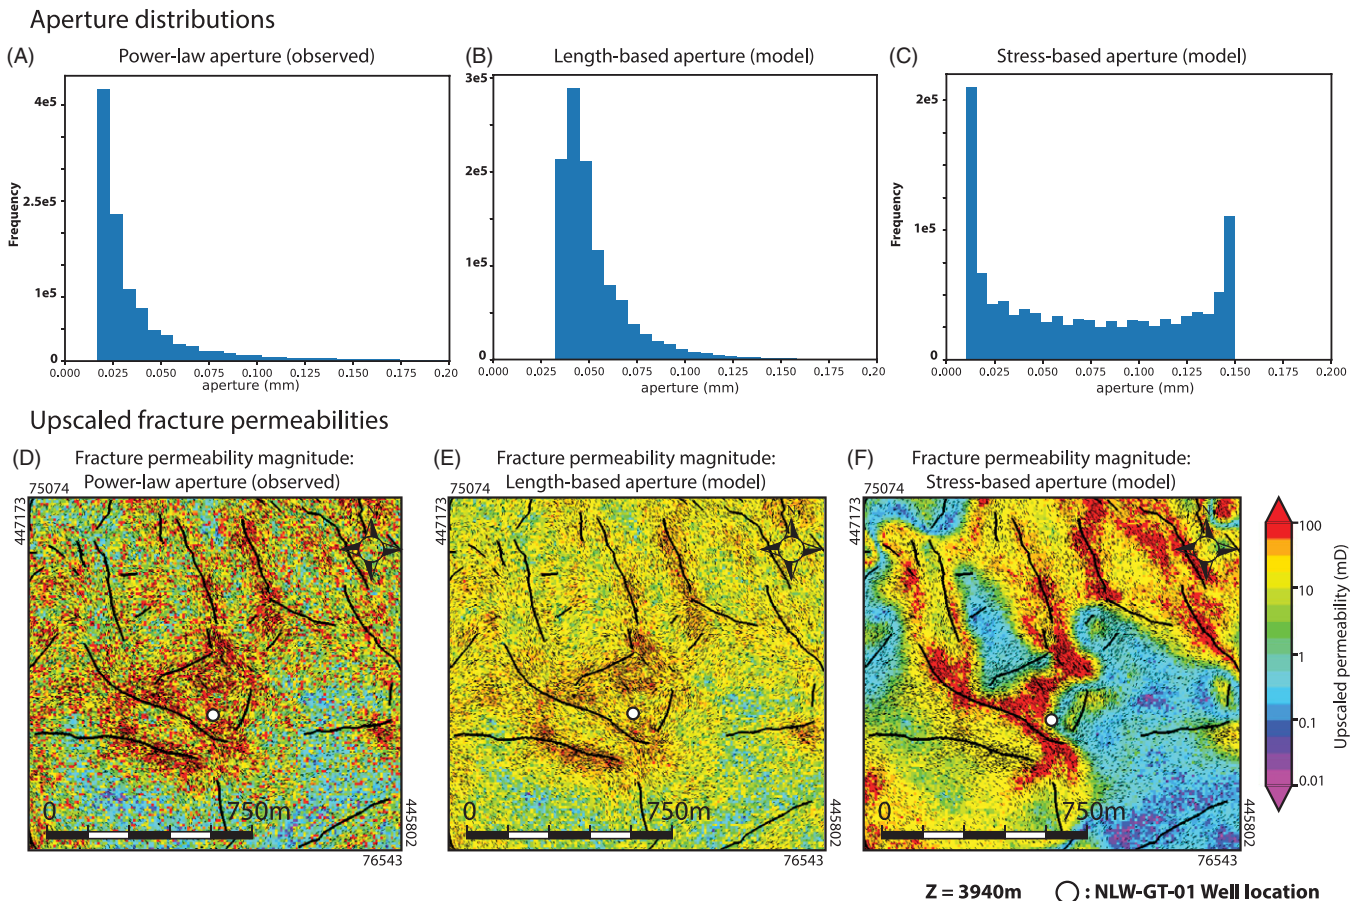 Aperture distributions
(A) Power-law aperture (observed)
(B) Length-based aperture (model)
(C) Stress-based aperture (model)
Frequency
4e5
2.5e5
1e5
0
0.000 0.025 0.050 0.075 0.100 0.125 0.150 0.175 0.20
aperture (mm)
3e5
2e5
1e5
0
0.000 0.025 0.050 0.075 0.100 0.125 0.150 0.175 0.20
aperture (mm)
Frequency
2e5
1e5
0
0.000 0.025 0.050 0.075 0.100 0.125 0.150 0.175 0.200
aperture (mm)
Upscaled fracture permeabilities
(D) Fracture permeability magnitude:
Power-law aperture (observed)
75074
447173
N
0 750m
445802
76543
(E) Fracture permeability magnitude:
Length-based aperture (model)
75074
447173
N
0 750m
445802
76543
(F) Fracture permeability magnitude:
Stress-based aperture (model)
75074
447173
N
0 750m
445802
76543
100
10
1
0.1
0.01
Upscaled permeability (mD)
Z = 3940m : NLW-GT-01 Well location